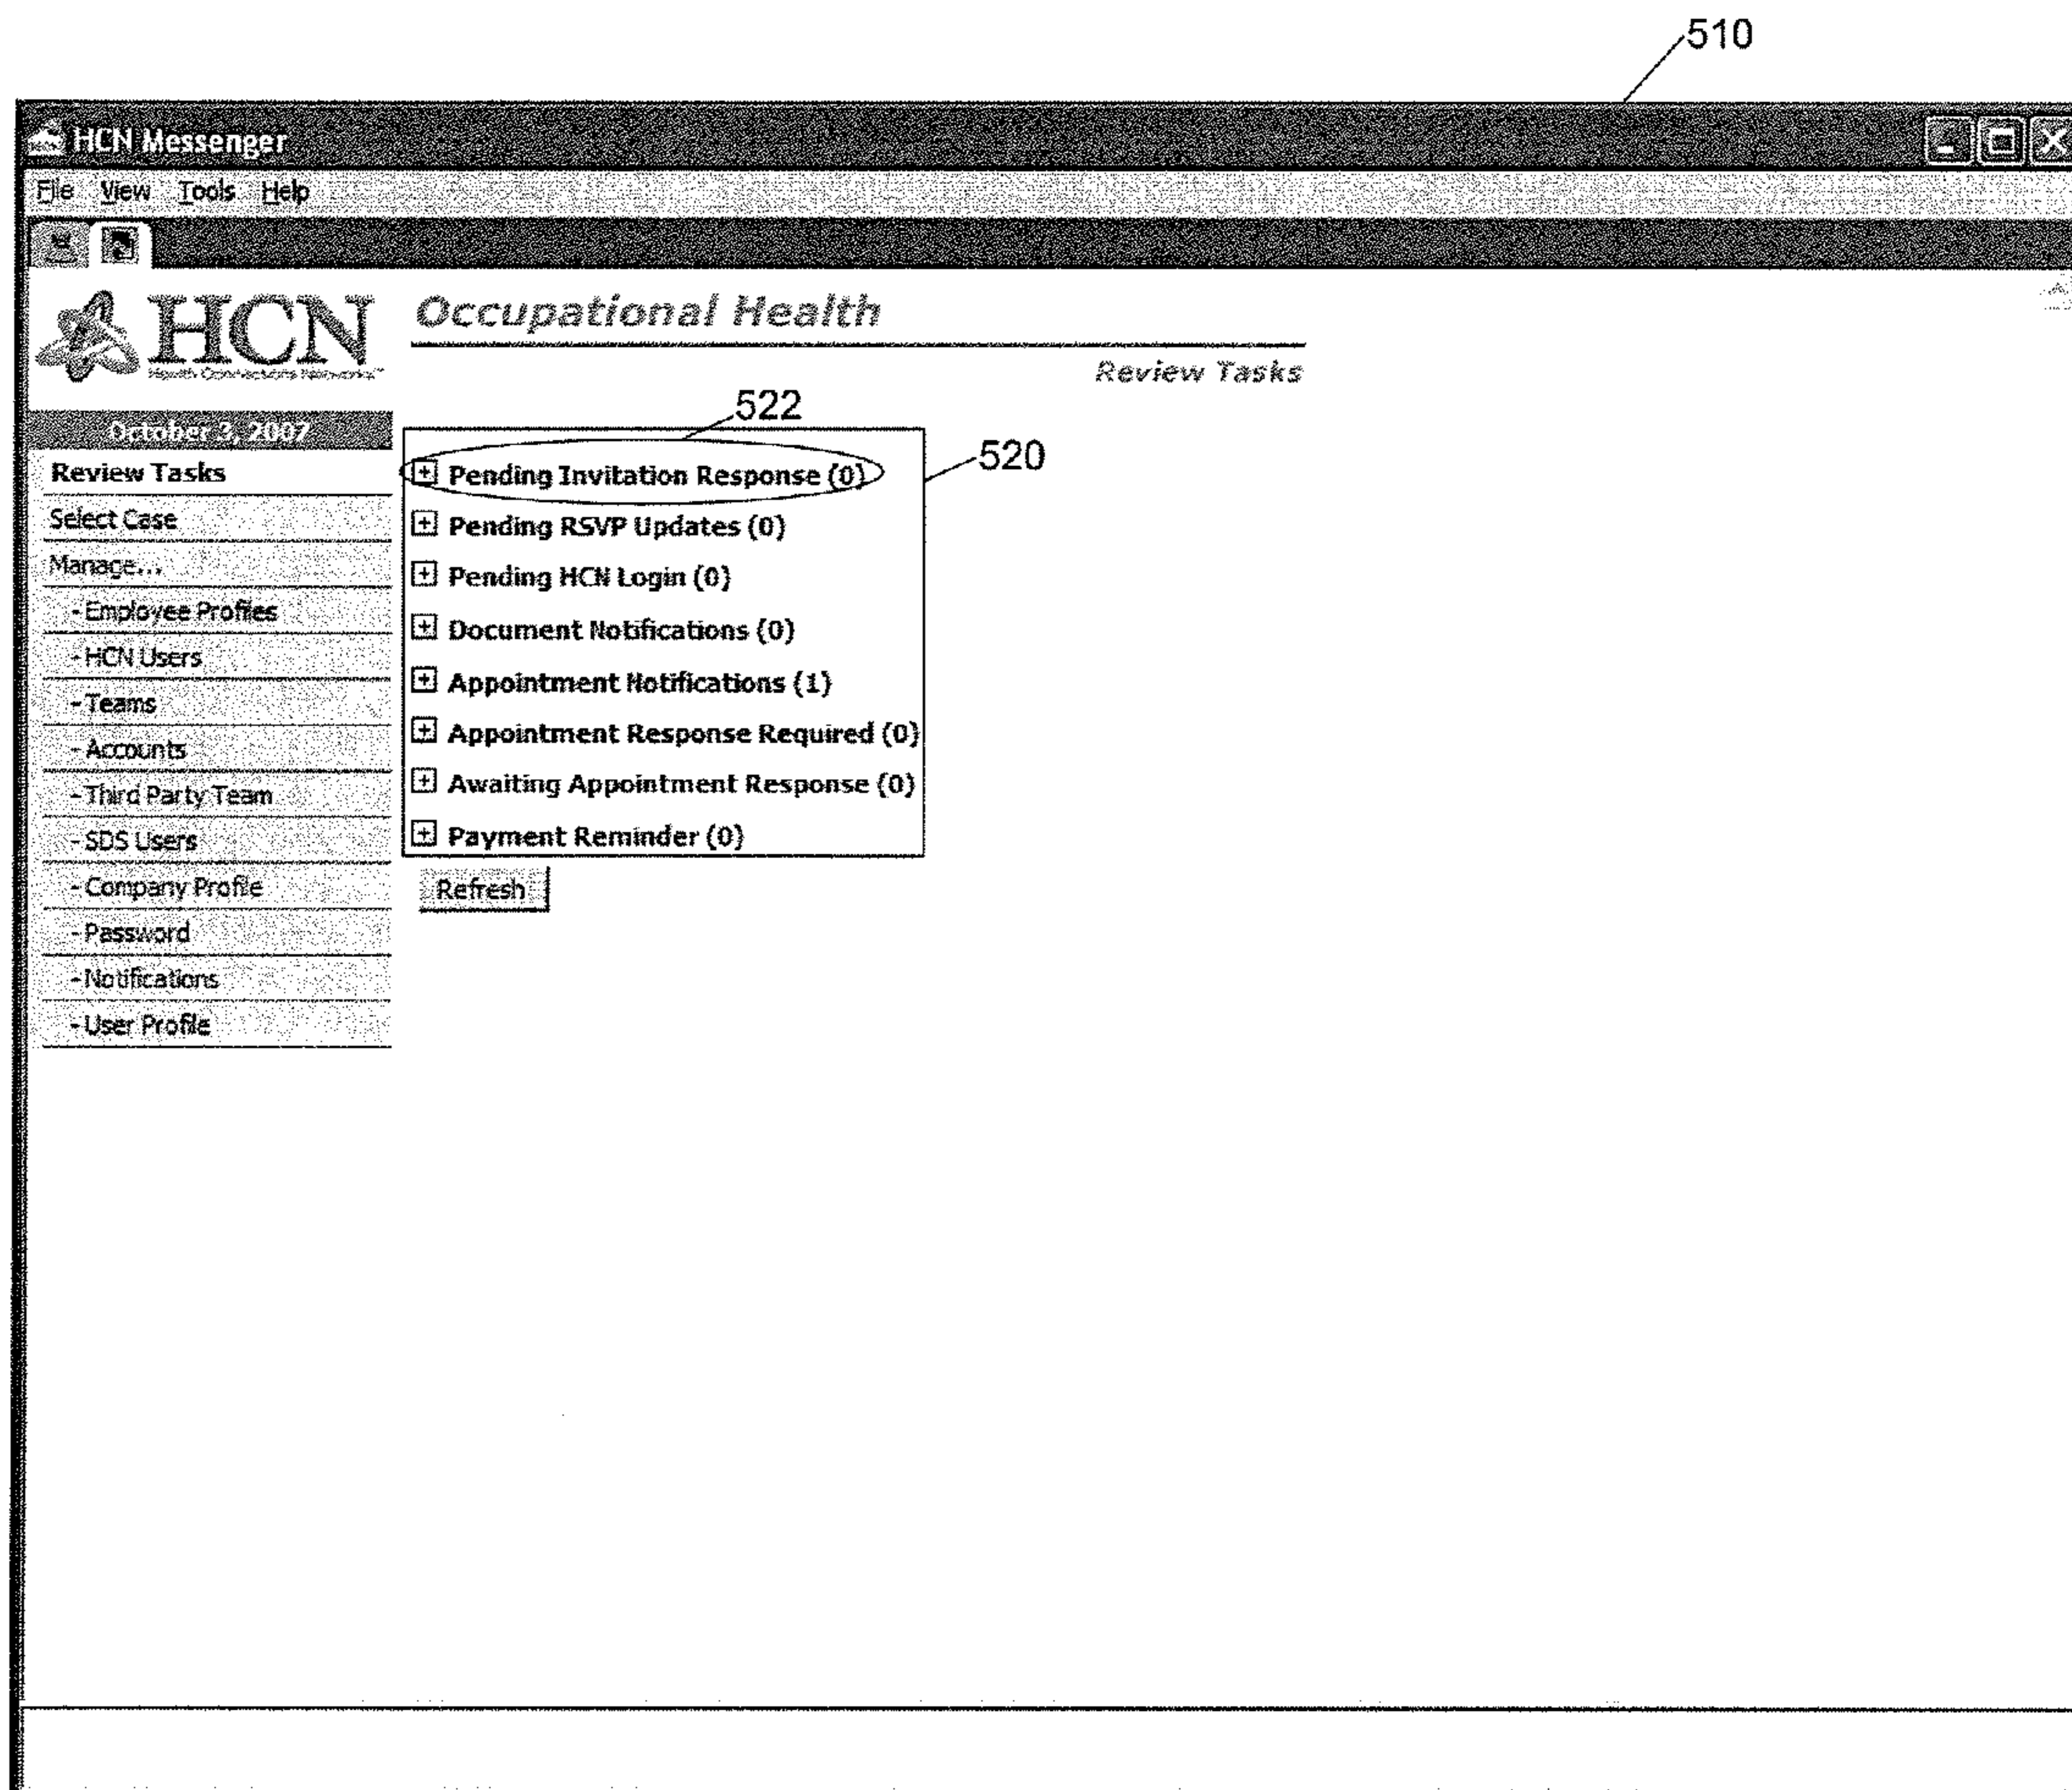 510
HCN Messenger
File View Tools Help
HCN
Health Connections Networks™
Occupational Health
Review Tasks
October 3, 2007
Review Tasks
Select Case
Manage...
- Employee Profiles
- HCN Users
- Teams
- Accounts
- Third Party Team
- SDS Users
- Company Profile
- Password
- Notifications
- User Profile
522
520
Pending Invitation Response (0)
Pending RSVP Updates (0)
Pending HCN Login (0)
Document Notifications (0)
Appointment Notifications (1)
Appointment Response Required (0)
Awaiting Appointment Response (0)
Payment Reminder (0)
Refresh